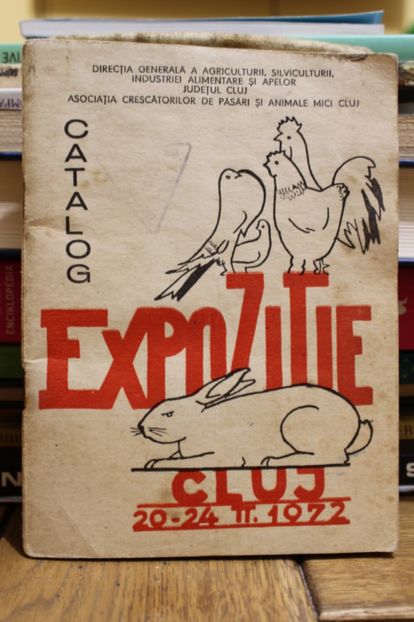 DIRECȚIA GENERALĂ A AGRICULTURII, SILVICULTURII,
INDUSTRIEI ALIMENTARE ȘI APELOR
JUDEȚUL CLUJ
ASOCIAȚIA CRESCĂTORILOR DE PĂSĂRI ȘI ANIMALE MICI CLUJ
CATALOG
EXPOZIȚIE
CLUJ
20-24 II. 1972
ENCIKLOPÉDIA